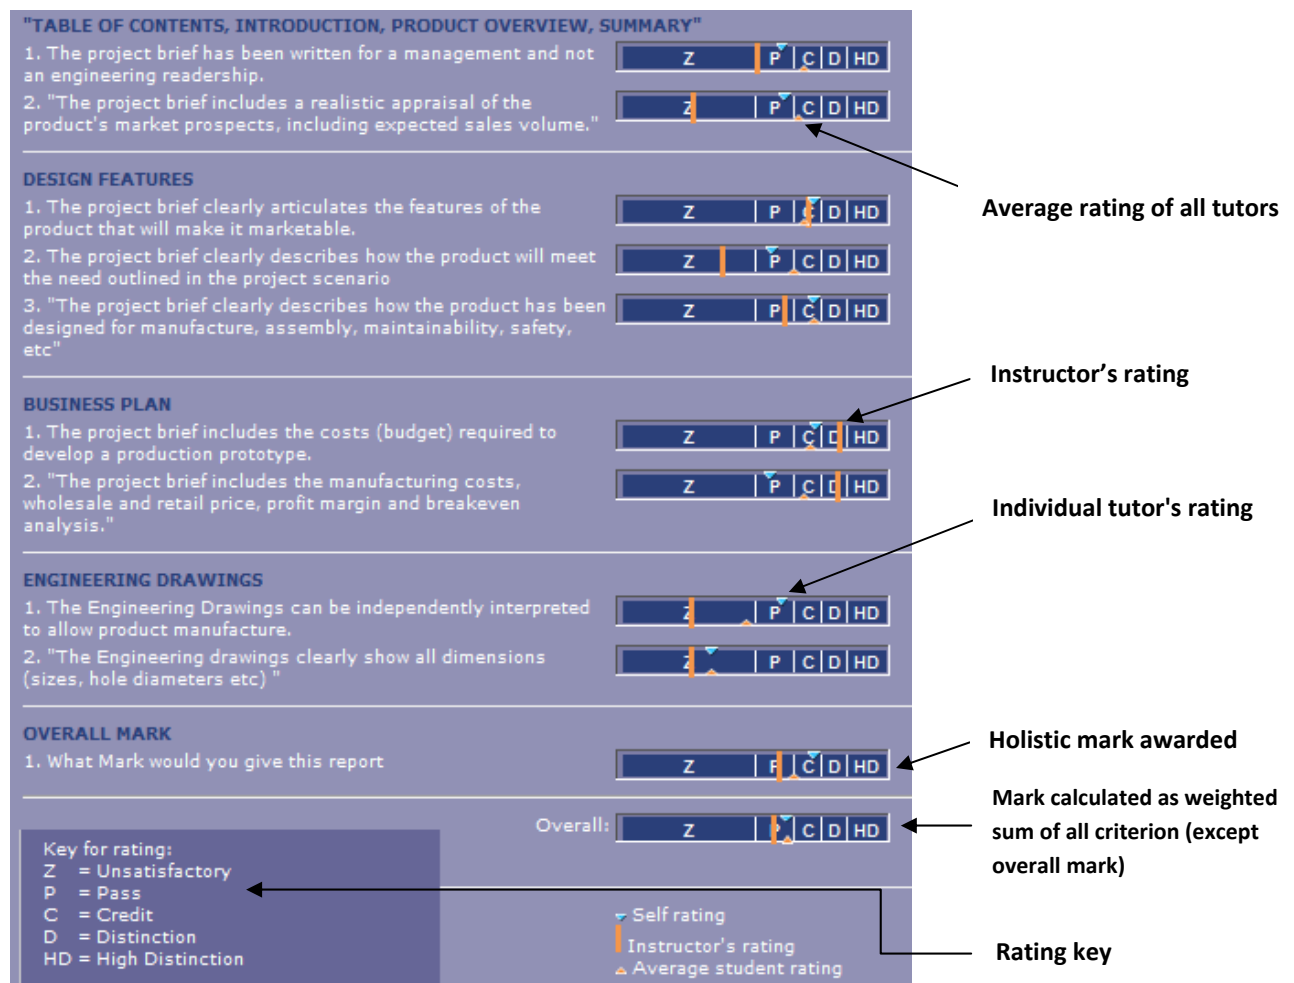 "TABLE OF CONTENTS, INTRODUCTION, PRODUCT OVERVIEW, SUMMARY"
1. The project brief has been written for a management and not
an engineering readership.
Z P C D HD
2. "The project brief includes a realistic appraisal of the
product's market prospects, including expected sales volume."
Z P C D HD
Average rating of all tutors
DESIGN FEATURES
1. The project brief clearly articulates the features of the
product that will make it marketable.
Z P C D HD
2. The project brief clearly describes how the product will meet
the need outlined in the project scenario
Z P C D HD
3. "The project brief clearly describes how the product has been
designed for manufacture, assembly, maintainability, safety,
etc"
Z P C D HD
Instructor's rating
BUSINESS PLAN
1. The project brief includes the costs (budget) required to
develop a production prototype.
Z P C D HD
2. "The project brief includes the manufacturing costs,
wholesale and retail price, profit margin and breakeven
analysis."
Z P C D HD
Individual tutor's rating
ENGINEERING DRAWINGS
1. The Engineering Drawings can be independently interpreted
to allow product manufacture.
Z P C D HD
2. "The Engineering drawings clearly show all dimensions
(sizes, hole diameters etc) "
Z P C D HD
OVERALL MARK
1. What Mark would you give this report
Z P C D HD
Holistic mark awarded
Overall:
Z P C D HD
Mark calculated as weighted
sum of all criterion (except
overall mark)
Key for rating:
Z = Unsatisfactory
P = Pass
C = Credit
D = Distinction
HD = High Distinction
Self rating
Instructor's rating
Average student rating
Rating key